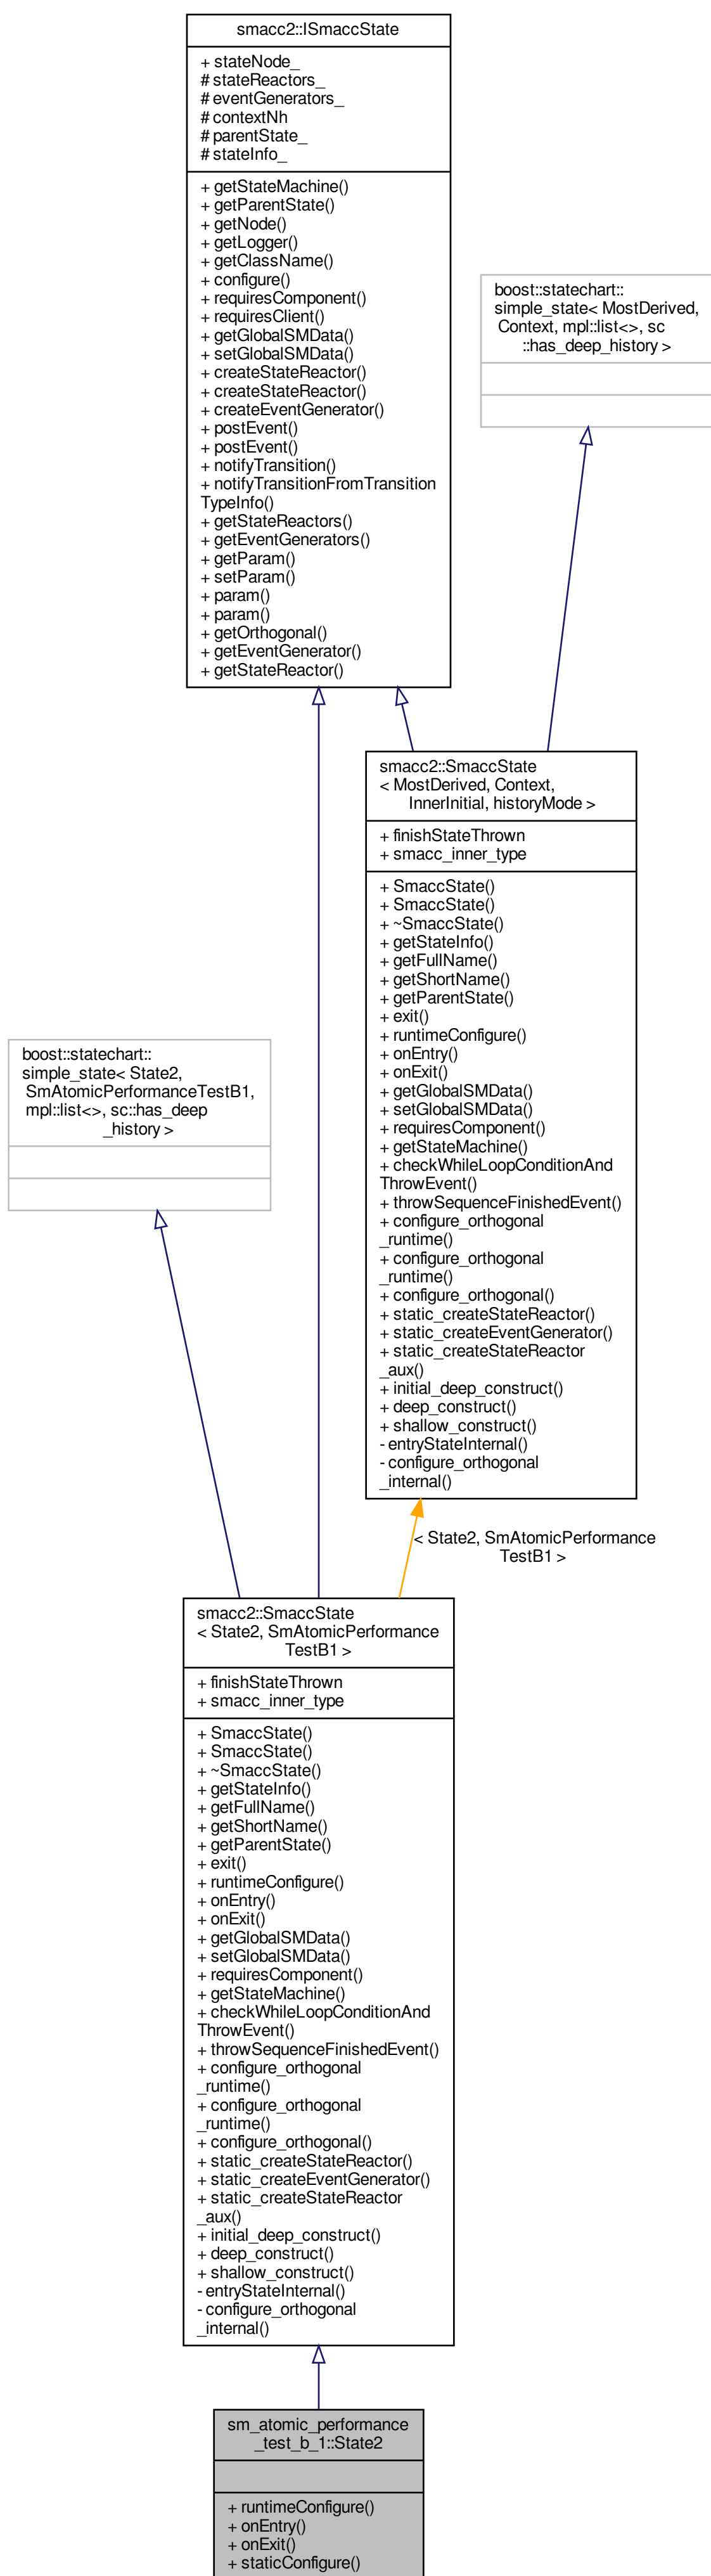 smacc2::ISmaccState
+ stateNode_
# stateReactors_
# eventGenerators_
# contextNh
# parentState_
# stateInfo_
+ getStateMachine()
+ getParentState()
+ getNode()
+ getLogger()
+ getClassName()
+ configure()
+ requiresComponent()
+ requiresClient()
+ getGlobalSMData()
+ setGlobalSMData()
+ createStateReactor()
+ createStateReactor()
+ createEventGenerator()
+ postEvent()
+ postEvent()
+ notifyTransition()
+ notifyTransitionFromTransition
TypeInfo()
+ getStateReactors()
+ getEventGenerators()
+ getParam()
+ setParam()
+ param()
+ param()
+ getOrthogonal()
+ getEventGenerator()
+ getStateReactor()
boost::statechart::
simple_state< MostDerived,
Context, mpl::list<>, sc
::has_deep_history >
smacc2::SmaccState
< MostDerived, Context,
InnerInitial, historyMode >
+ finishStateThrown
+ smacc_inner_type
+ SmaccState()
+ SmaccState()
+ ~SmaccState()
+ getStateInfo()
+ getFullName()
+ getShortName()
+ getParentState()
+ exit()
+ runtimeConfigure()
+ onEntry()
+ onExit()
+ getGlobalSMData()
+ setGlobalSMData()
+ requiresComponent()
+ getStateMachine()
+ checkWhileLoopConditionAnd
ThrowEvent()
+ throwSequenceFinishedEvent()
+ configure_orthogonal
_runtime()
+ configure_orthogonal
_runtime()
+ configure_orthogonal()
+ static_createStateReactor()
+ static_createEventGenerator()
+ static_createStateReactor
_aux()
+ initial_deep_construct()
+ deep_construct()
+ shallow_construct()
- entryStateInternal()
- configure_orthogonal
_internal()
boost::statechart::
simple_state< State2,
SmAtomicPerformanceTestB1,
mpl::list<>, sc::has_deep
_history >
< State2, SmAtomicPerformance
TestB1 >
smacc2::SmaccState
< State2, SmAtomicPerformance
TestB1 >
+ finishStateThrown
+ smacc_inner_type
+ SmaccState()
+ SmaccState()
+ ~SmaccState()
+ getStateInfo()
+ getFullName()
+ getShortName()
+ getParentState()
+ exit()
+ runtimeConfigure()
+ onEntry()
+ onExit()
+ getGlobalSMData()
+ setGlobalSMData()
+ requiresComponent()
+ getStateMachine()
+ checkWhileLoopConditionAnd
ThrowEvent()
+ throwSequenceFinishedEvent()
+ configure_orthogonal
_runtime()
+ configure_orthogonal
_runtime()
+ configure_orthogonal()
+ static_createStateReactor()
+ static_createEventGenerator()
+ static_createStateReactor
_aux()
+ initial_deep_construct()
+ deep_construct()
+ shallow_construct()
- entryStateInternal()
- configure_orthogonal
_internal()
sm_atomic_performance
_test_b_1::State2
+ runtimeConfigure()
+ onEntry()
+ onExit()
+ staticConfigure()